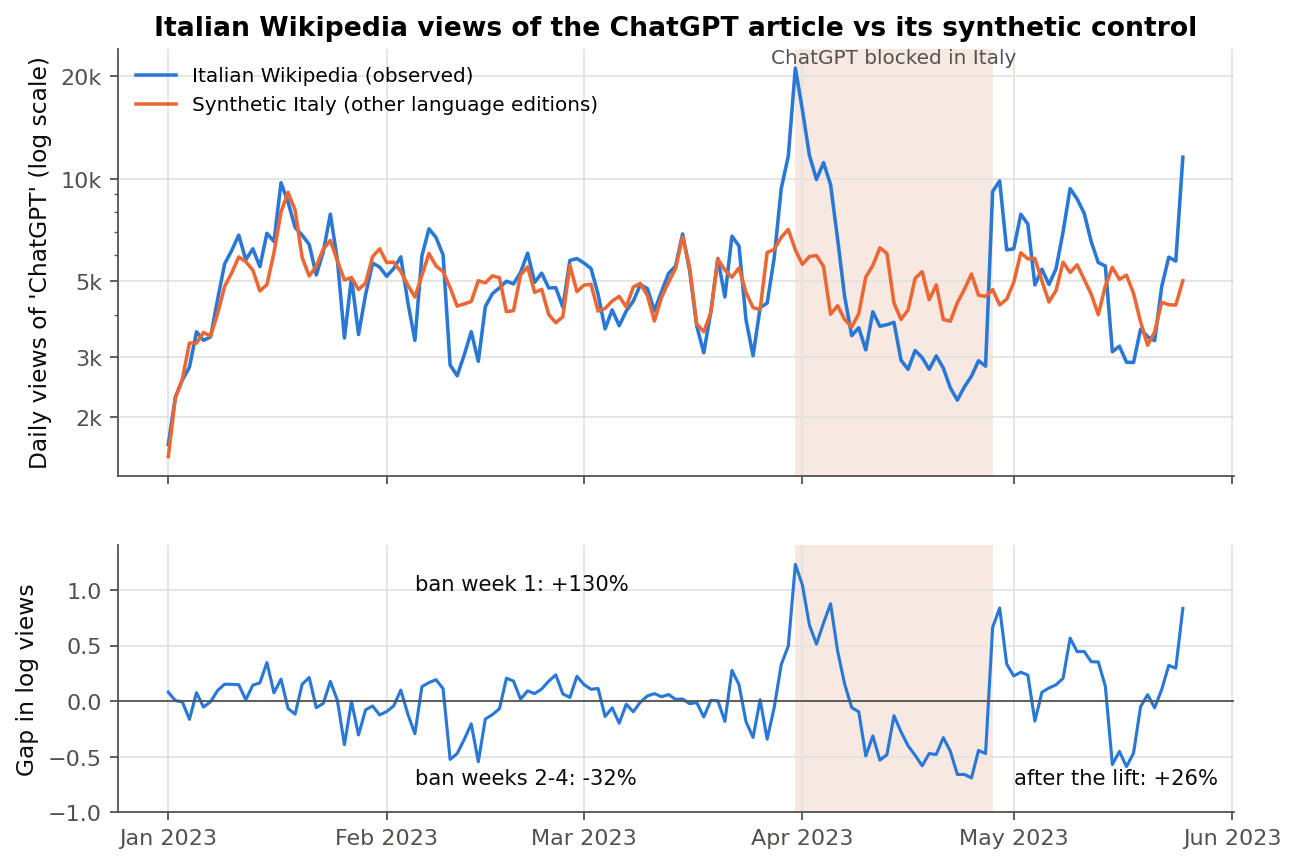 Italian Wikipedia views of the ChatGPT article vs its synthetic control
ChatGPT blocked in Italy
Italian Wikipedia (observed)
Synthetic Italy (other language editions)
Daily views of 'ChatGPT' (log scale)
20k
10k
5k
3k
2k
Gap in log views
1.0
0.5
0.0
−0.5
−1.0
ban week 1: +130%
ban weeks 2-4: -32%
after the lift: +26%
Jan 2023
Feb 2023
Mar 2023
Apr 2023
May 2023
Jun 2023